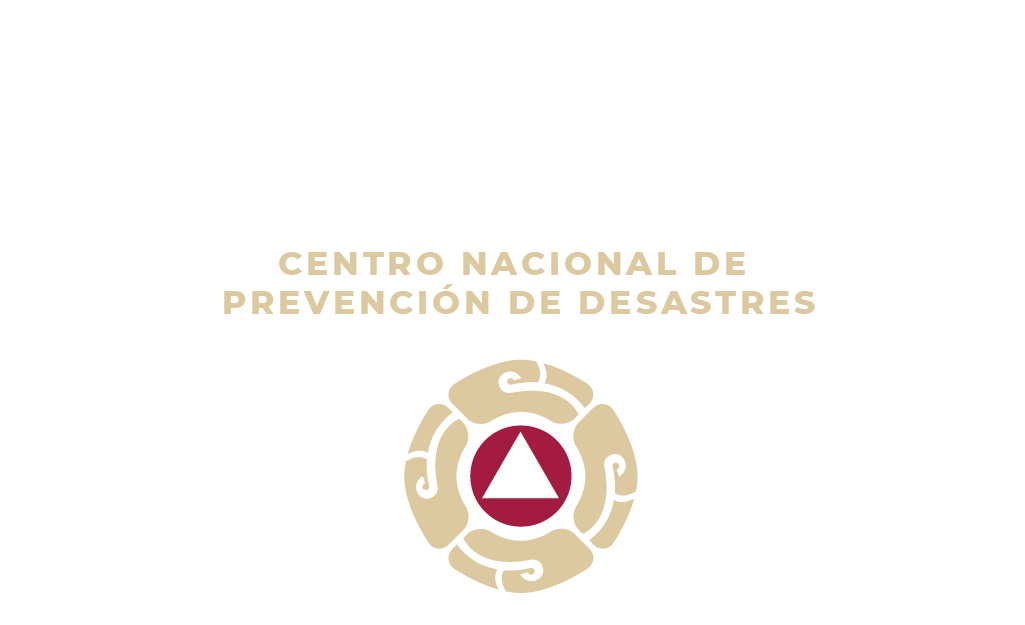 CENTRO NACIONAL DE
PREVENCIÓN DE DESASTRES